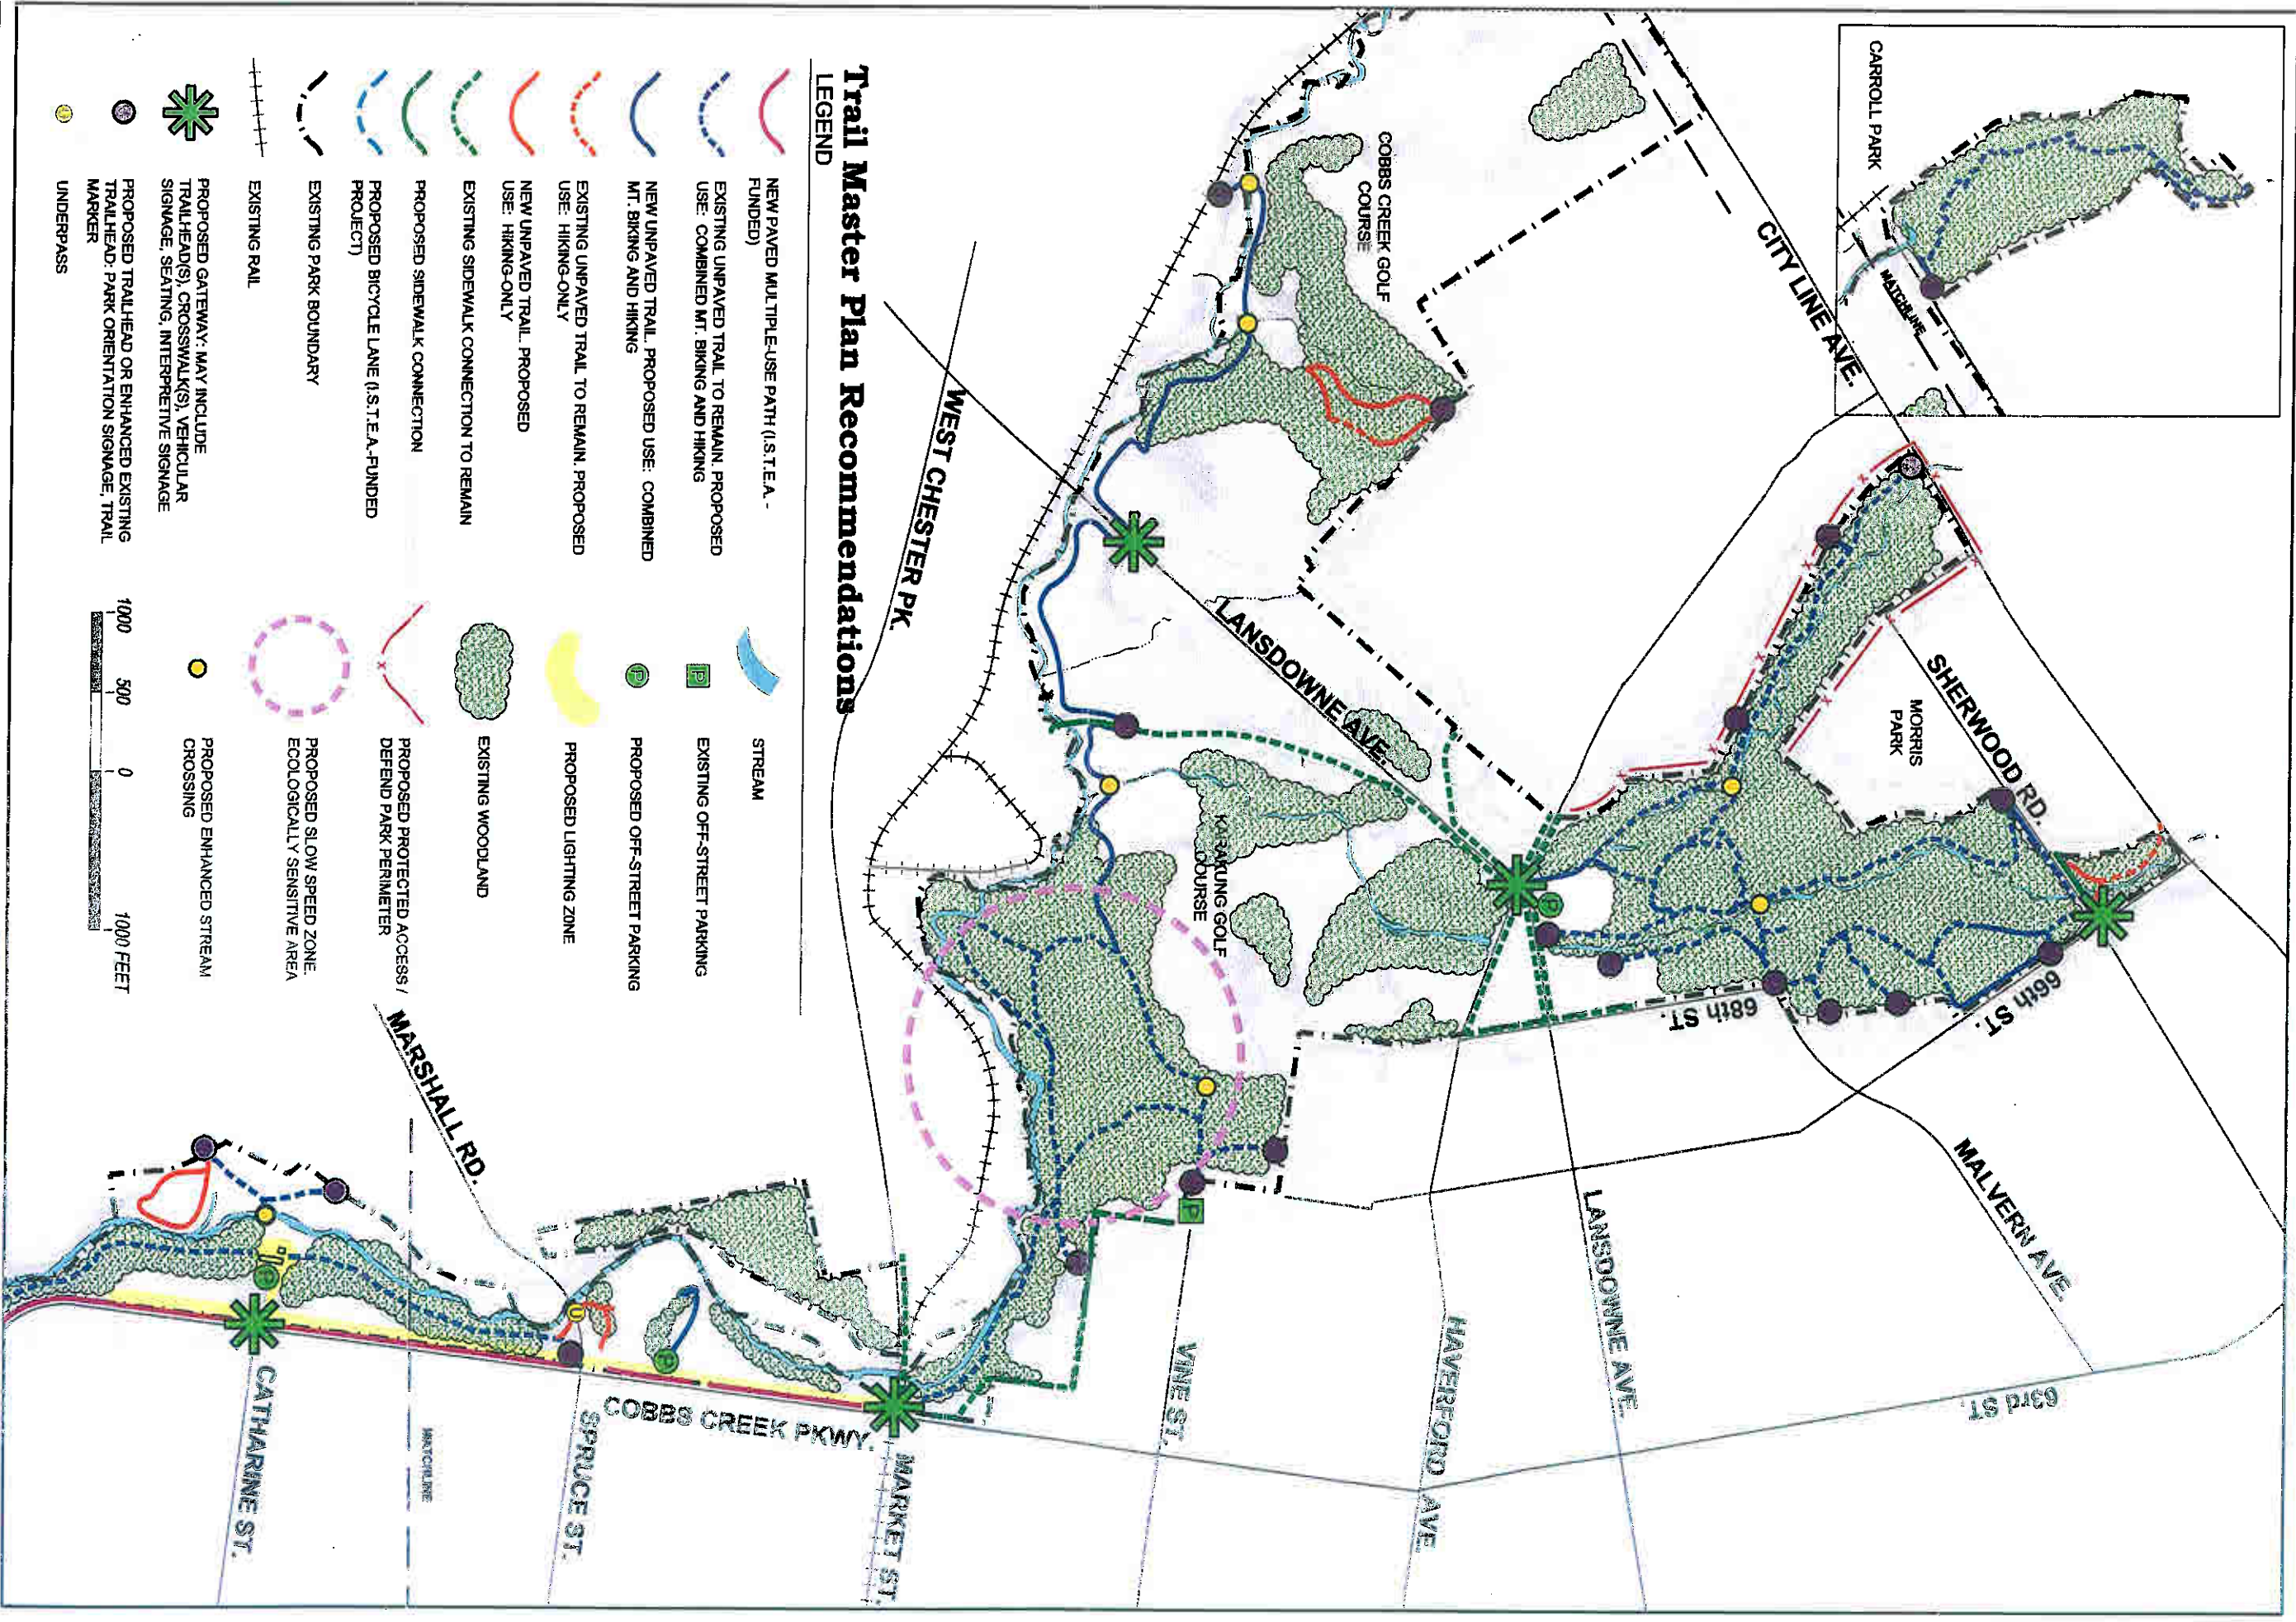 CARROLL PARK
MATCHLINE
CITY LINE AVE.
SHERWOOD RD.
MORRIS
PARK
COBBS CREEK GOLF
COURSE
66th ST.
68th ST.
MALVERN AVE.
63rd ST.
LANSDOWNE AVE.
LANSDOWNE AVE.
HAVERFORD AVE.
KARAKUNG GOLF
COURSE
VINE ST.
P
P
WEST CHESTER PK.
MARKET ST.
COBBS CREEK PKWY.
MARSHALL RD.
SPRUCE ST.
U
P
MATCHLINE
P
CATHARINE ST.
Trail Master Plan Recommendations
LEGEND
NEW PAVED MULTIPLE-USE PATH (I.S.T.E.A. -
FUNDED)
EXISTING UNPAVED TRAIL TO REMAIN. PROPOSED
USE: COMBINED MT. BIKING AND HIKING
NEW UNPAVED TRAIL. PROPOSED USE: COMBINED
MT. BIKING AND HIKING
EXISTING UNPAVED TRAIL TO REMAIN. PROPOSED
USE: HIKING-ONLY
NEW UNPAVED TRAIL. PROPOSED
USE: HIKING-ONLY
EXISTING SIDEWALK CONNECTION TO REMAIN
PROPOSED SIDEWALK CONNECTION
PROPOSED BICYCLE LANE (I.S.T.E.A.-FUNDED
PROJECT)
EXISTING PARK BOUNDARY
EXISTING RAIL
PROPOSED GATEWAY: MAY INCLUDE
TRAILHEAD(S), CROSSWALK(S), VEHICULAR
SIGNAGE, SEATING, INTERPRETIVE SIGNAGE
PROPOSED TRAILHEAD OR ENHANCED EXISTING
TRAILHEAD: PARK ORIENTATION SIGNAGE, TRAIL
MARKER
UNDERPASS
STREAM
P
EXISTING OFF-STREET PARKING
P
PROPOSED OFF-STREET PARKING
PROPOSED LIGHTING ZONE
EXISTING WOODLAND
PROPOSED PROTECTED ACCESS /
DEFEND PARK PERIMETER
PROPOSED SLOW SPEED ZONE.
ECOLOGICALLY SENSITIVE AREA
PROPOSED ENHANCED STREAM
CROSSING
1000 500 0 1000 FEET